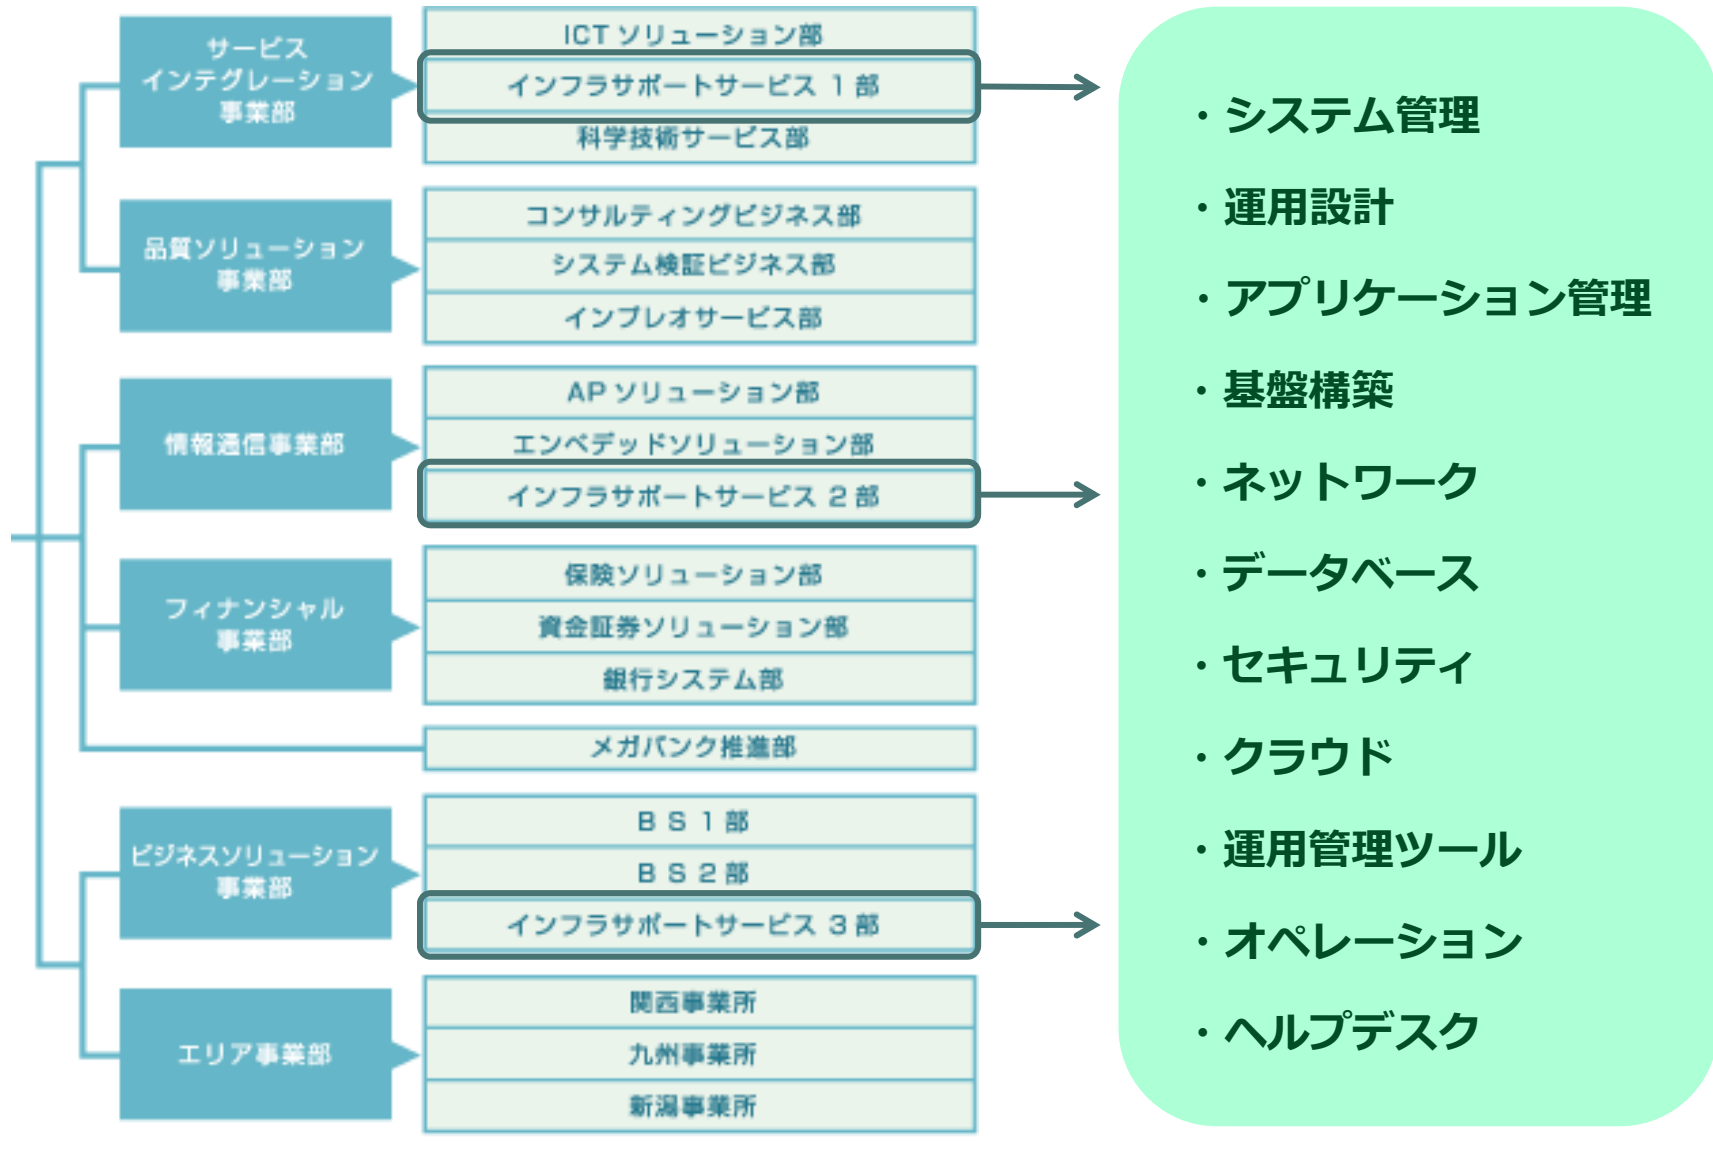 サービス
インテグレーション
事業部
ICT ソリューション部
インフラサポートサービス 1 部
科学技術サービス部
品質ソリューション
事業部
コンサルティングビジネス部
システム検証ビジネス部
インプレオサービス部
情報通信事業部
AP ソリューション部
エンベデッドソリューション部
インフラサポートサービス 2 部
フィナンシャル
事業部
保険ソリューション部
資金証券ソリューション部
銀行システム部
メガバンク推進部
ビジネスソリューション
事業部
B S 1 部
B S 2 部
インフラサポートサービス 3 部
エリア事業部
関西事業所
九州事業所
新潟事業所
・システム管理
・運用設計
・アプリケーション管理
・基盤構築
・ネットワーク
・データベース
・セキュリティ
・クラウド
・運用管理ツール
・オペレーション
・ヘルプデスク